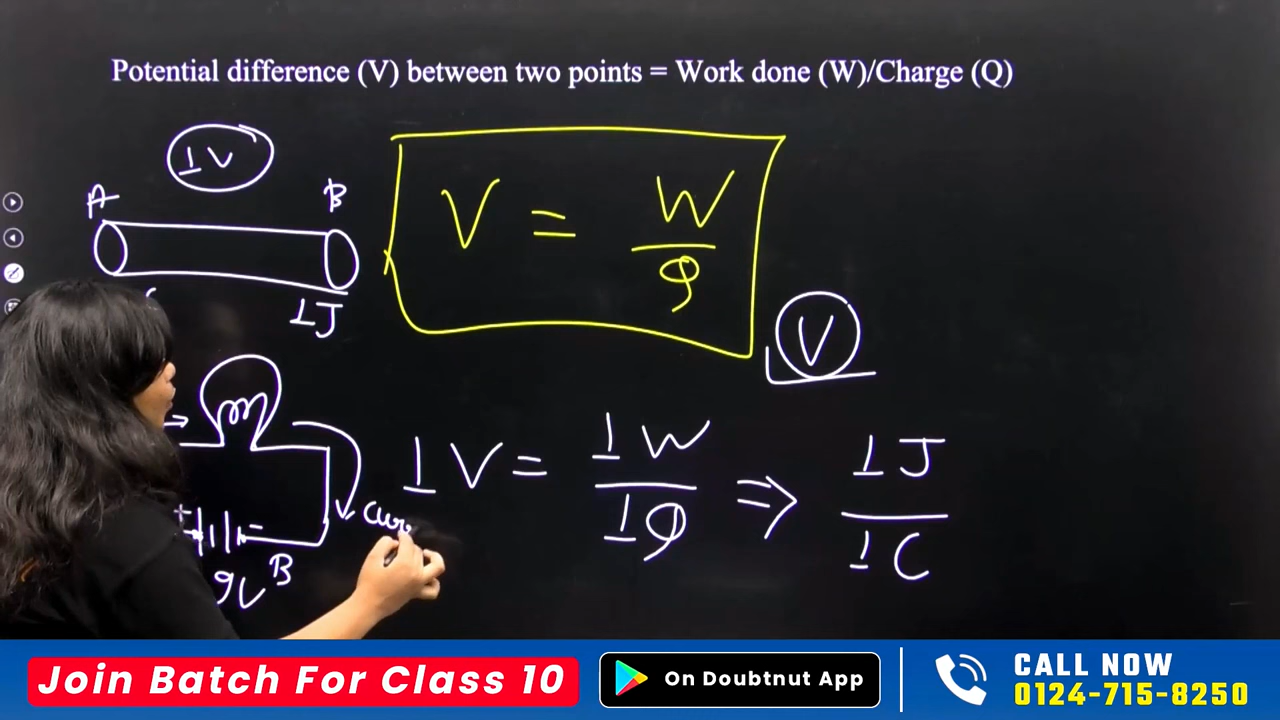 Potential difference (V) between two points = Work done (W)/Charge (Q)
1V
A B
V = W/Q
1J
V
1V = 1W/1Q ⇒ 1J/1C
+ -
B
Join Batch For Class 10
On Doubtnut App
CALL NOW
0124-715-8250